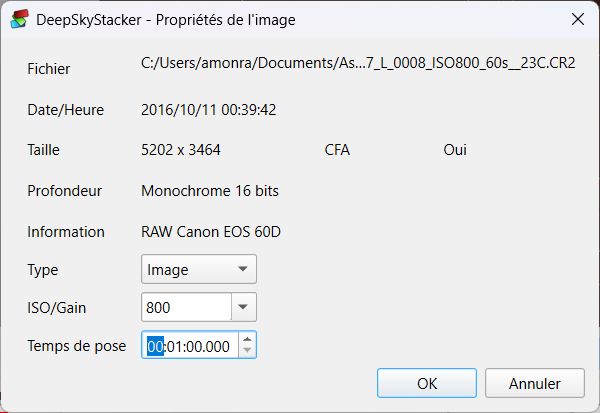 DeepSkyStacker - Propriétés de l'image
Fichier C:/Users/amonra/Documents/As...7_L_0008_ISO800_60s__23C.CR2
Date/Heure 2016/10/11 00:39:42
Taille 5202 x 3464 CFA Oui
Profondeur Monochrome 16 bits
Information RAW Canon EOS 60D
Type Image
ISO/Gain 800
Temps de pose 00:01:00.000
OK Annuler